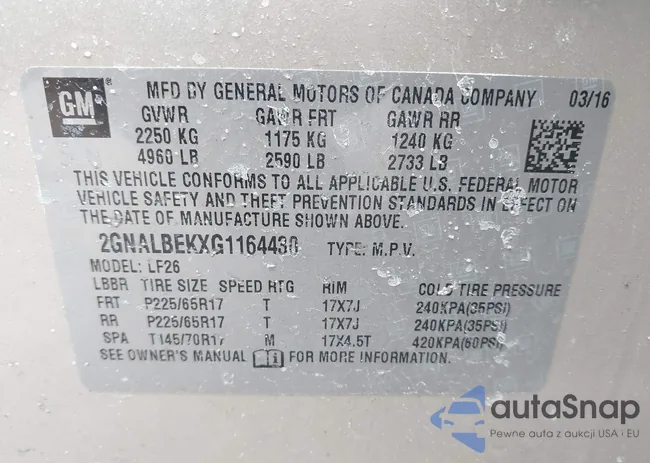 GM
MFD BY GENERAL MOTORS OF CANADA COMPANY 03/16
GVWR GAWR FRT GAWR RR
2250 KG 1175 KG 1240 KG
4960 LB 2590 LB 2733 LB
THIS VEHICLE CONFORMS TO ALL APPLICABLE U.S. FEDERAL MOTOR
VEHICLE SAFETY AND THEFT PREVENTION STANDARDS IN EFFECT ON
THE DATE OF MANUFACTURE SHOWN ABOVE.
2GNALBEKXG1164430 TYPE: M.P.V.
MODEL: LF26
LBBR TIRE SIZE SPEED RTG RIM COLD TIRE PRESSURE
FRT P225/65R17 T 17X7J 240KPA(35PSI)
RR P225/65R17 T 17X7J 240KPA(35PSI)
SPA T145/70R17 M 17X4.5T 420KPA(60PSI)
SEE OWNER'S MANUAL FOR MORE INFORMATION.
autoSnap
Pewne auta z aukcji USA i EU